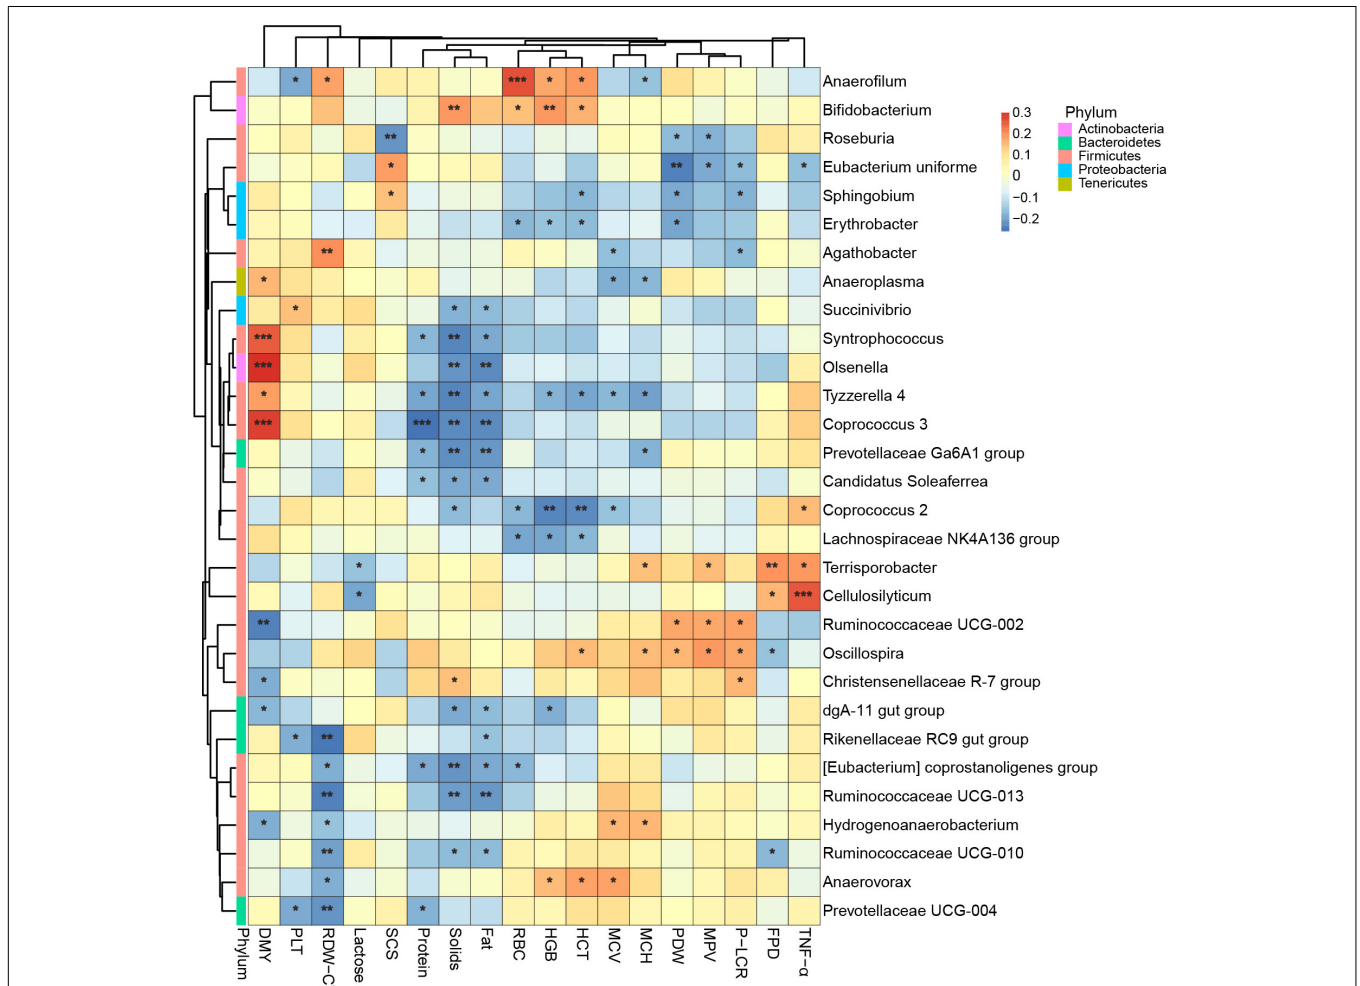 Anaerofilum
Bifidobacterium
Roseburia
Eubacterium uniforme
Sphingobium
Erythrobacter
Agathobacter
Anaeroplasma
Succinivibrio
Syntrophococcus
Olsenella
Tyzzerella 4
Coprococcus 3
Prevotellaceae Ga6A1 group
Candidatus Soleaferrea
Coprococcus 2
Lachnospiraceae NK4A136 group
Terrisporobacter
Cellulosilyticum
Ruminococcaceae UCG-002
Oscillospira
Christensenellaceae R-7 group
dgA-11 gut group
Rikenellaceae RC9 gut group
[Eubacterium] coprostanoligenes group
Ruminococcaceae UCG-013
Hydrogenoanaerobacterium
Ruminococcaceae UCG-010
Anaerovorax
Prevotellaceae UCG-004
Phylum
DMY
PLT
RDW-C
Lactose
SCS
Protein
Solids
Fat
RBC
HGB
HCT
MCV
MCH
PDW
MPV
P-LCR
FPD
TNF-α
0.3
0.2
0.1
0
−0.1
−0.2
Phylum
Actinobacteria
Bacteroidetes
Firmicutes
Proteobacteria
Tenericutes